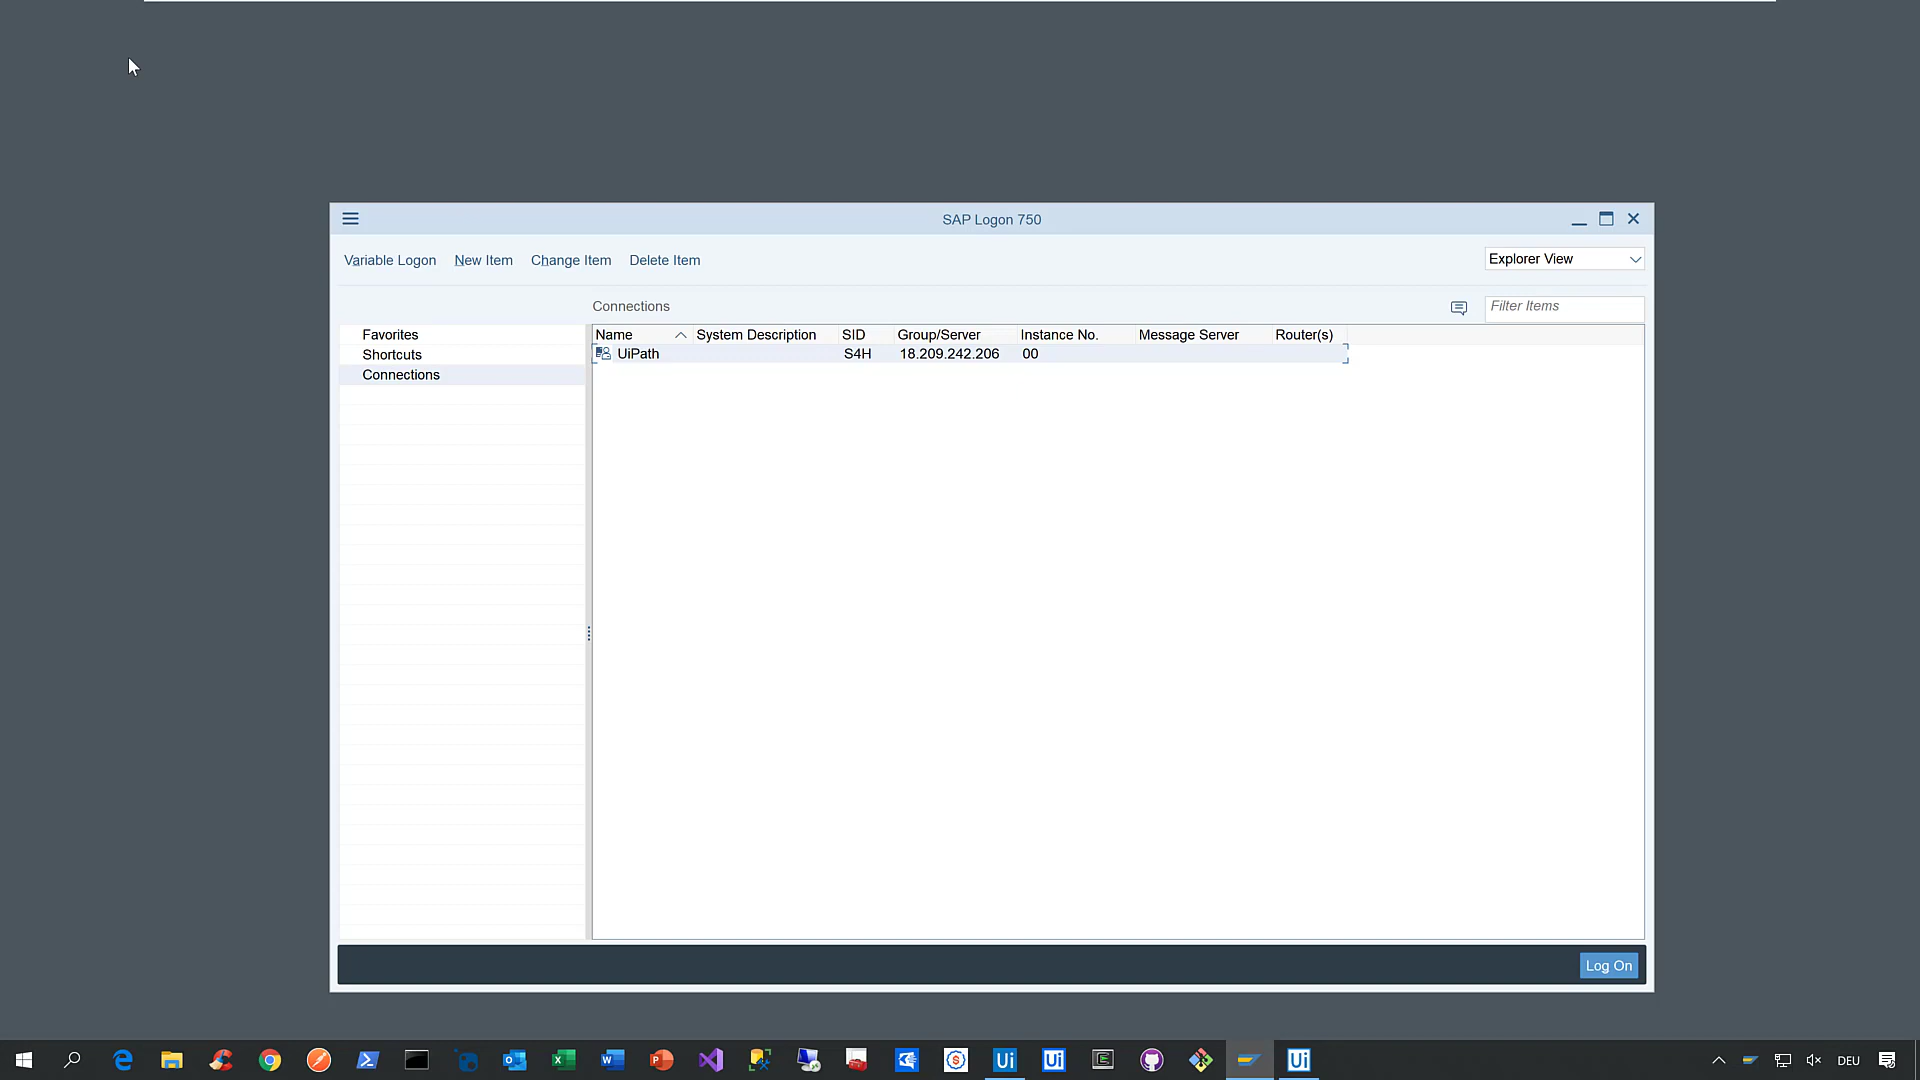 SAP Logon 750
Variable Logon New Item Change Item Delete Item Explorer View
Connections Filter Items
Favorites
Shortcuts
Connections
Name System Description SID Group/Server Instance No. Message Server Router(s)
UiPath S4H 18.209.242.206 00
Log On
DEU